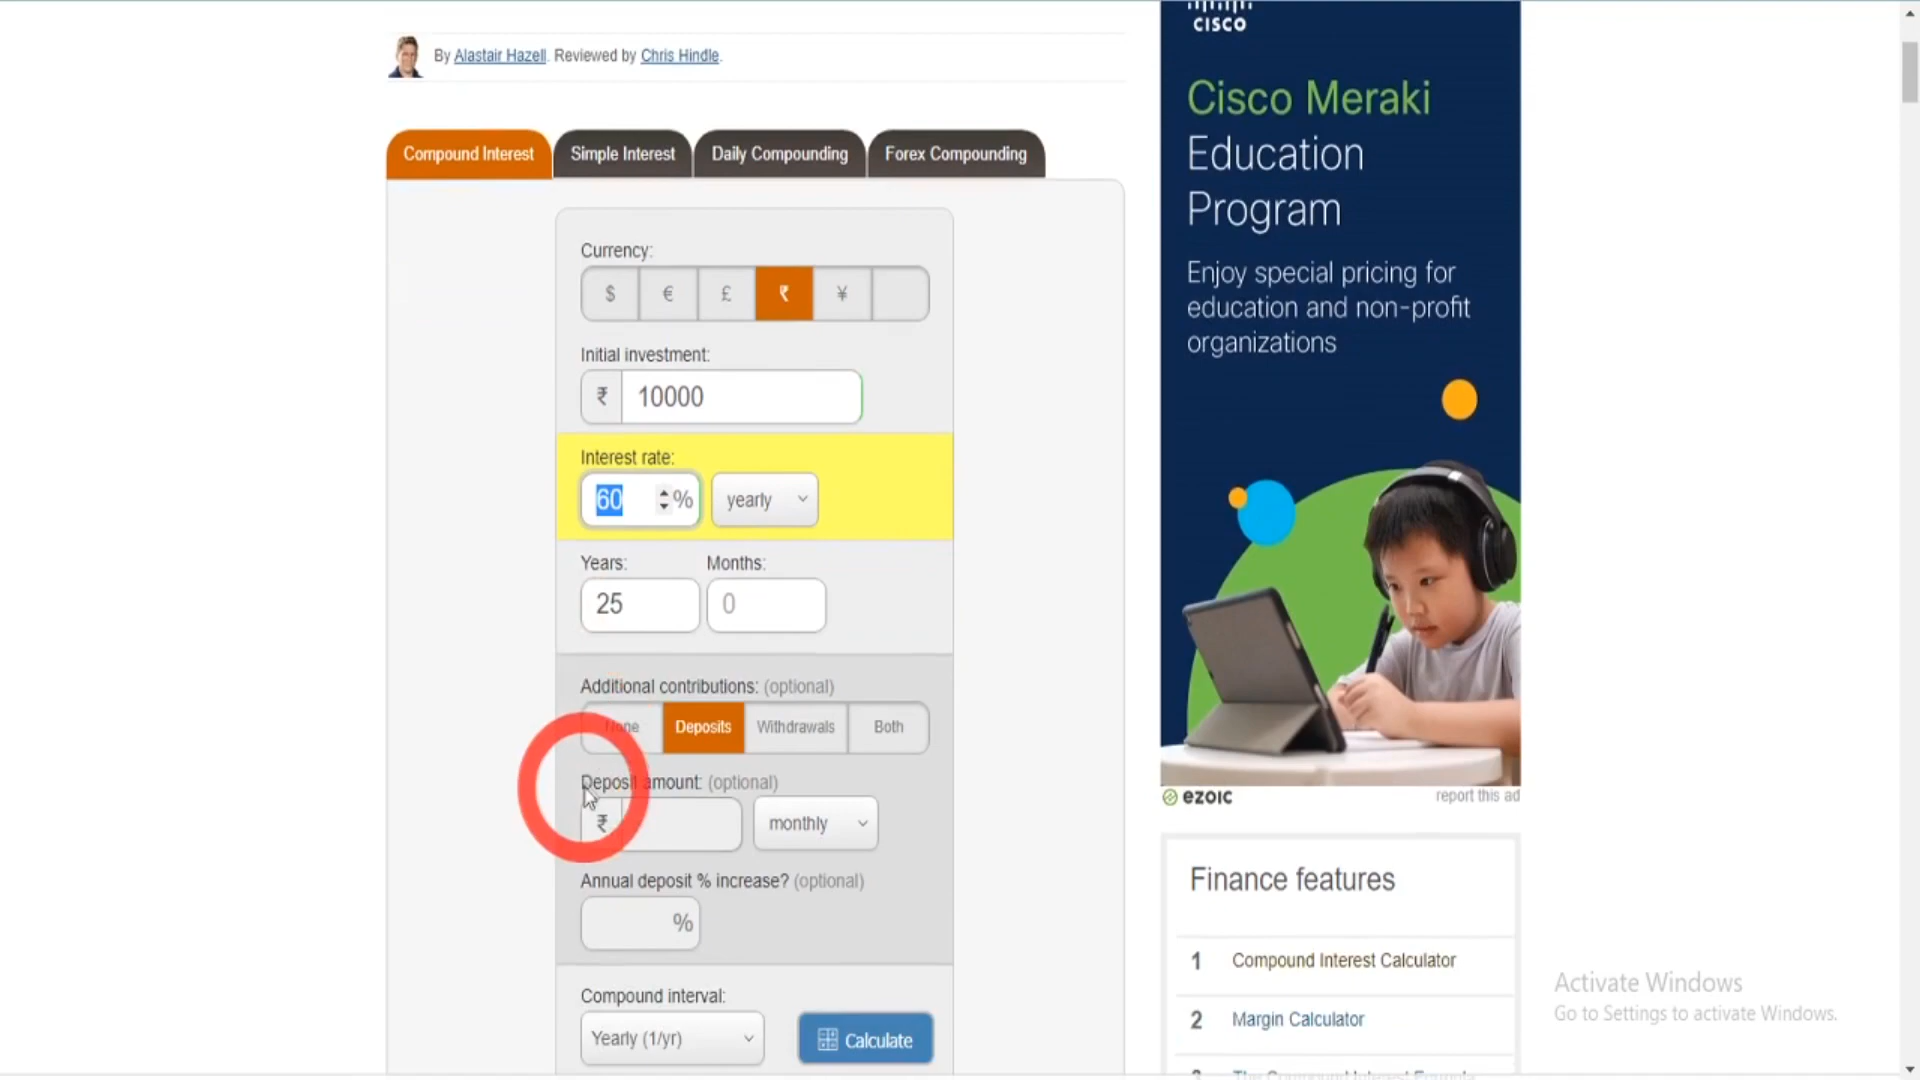 CISCO
By Alastair Hazell. Reviewed by Chris Hindle.
Compound Interest
Simple Interest
Daily Compounding
Forex Compounding
Currency:
$ € £ ₹ ¥
Initial investment:
₹ 10000
Interest rate:
60 % yearly
Years: Months:
25 0
Additional contributions: (optional)
None Deposits Withdrawals Both
Deposit amount: (optional)
₹ monthly
Annual deposit % increase? (optional)
%
Compound interval:
Yearly (1/yr) Calculate
Cisco Meraki
Education
Program
Enjoy special pricing for
education and non-profit
organizations
ezoic
report this ad
Finance features
1 Compound Interest Calculator
2 Margin Calculator
Activate Windows
Go to Settings to activate Windows.